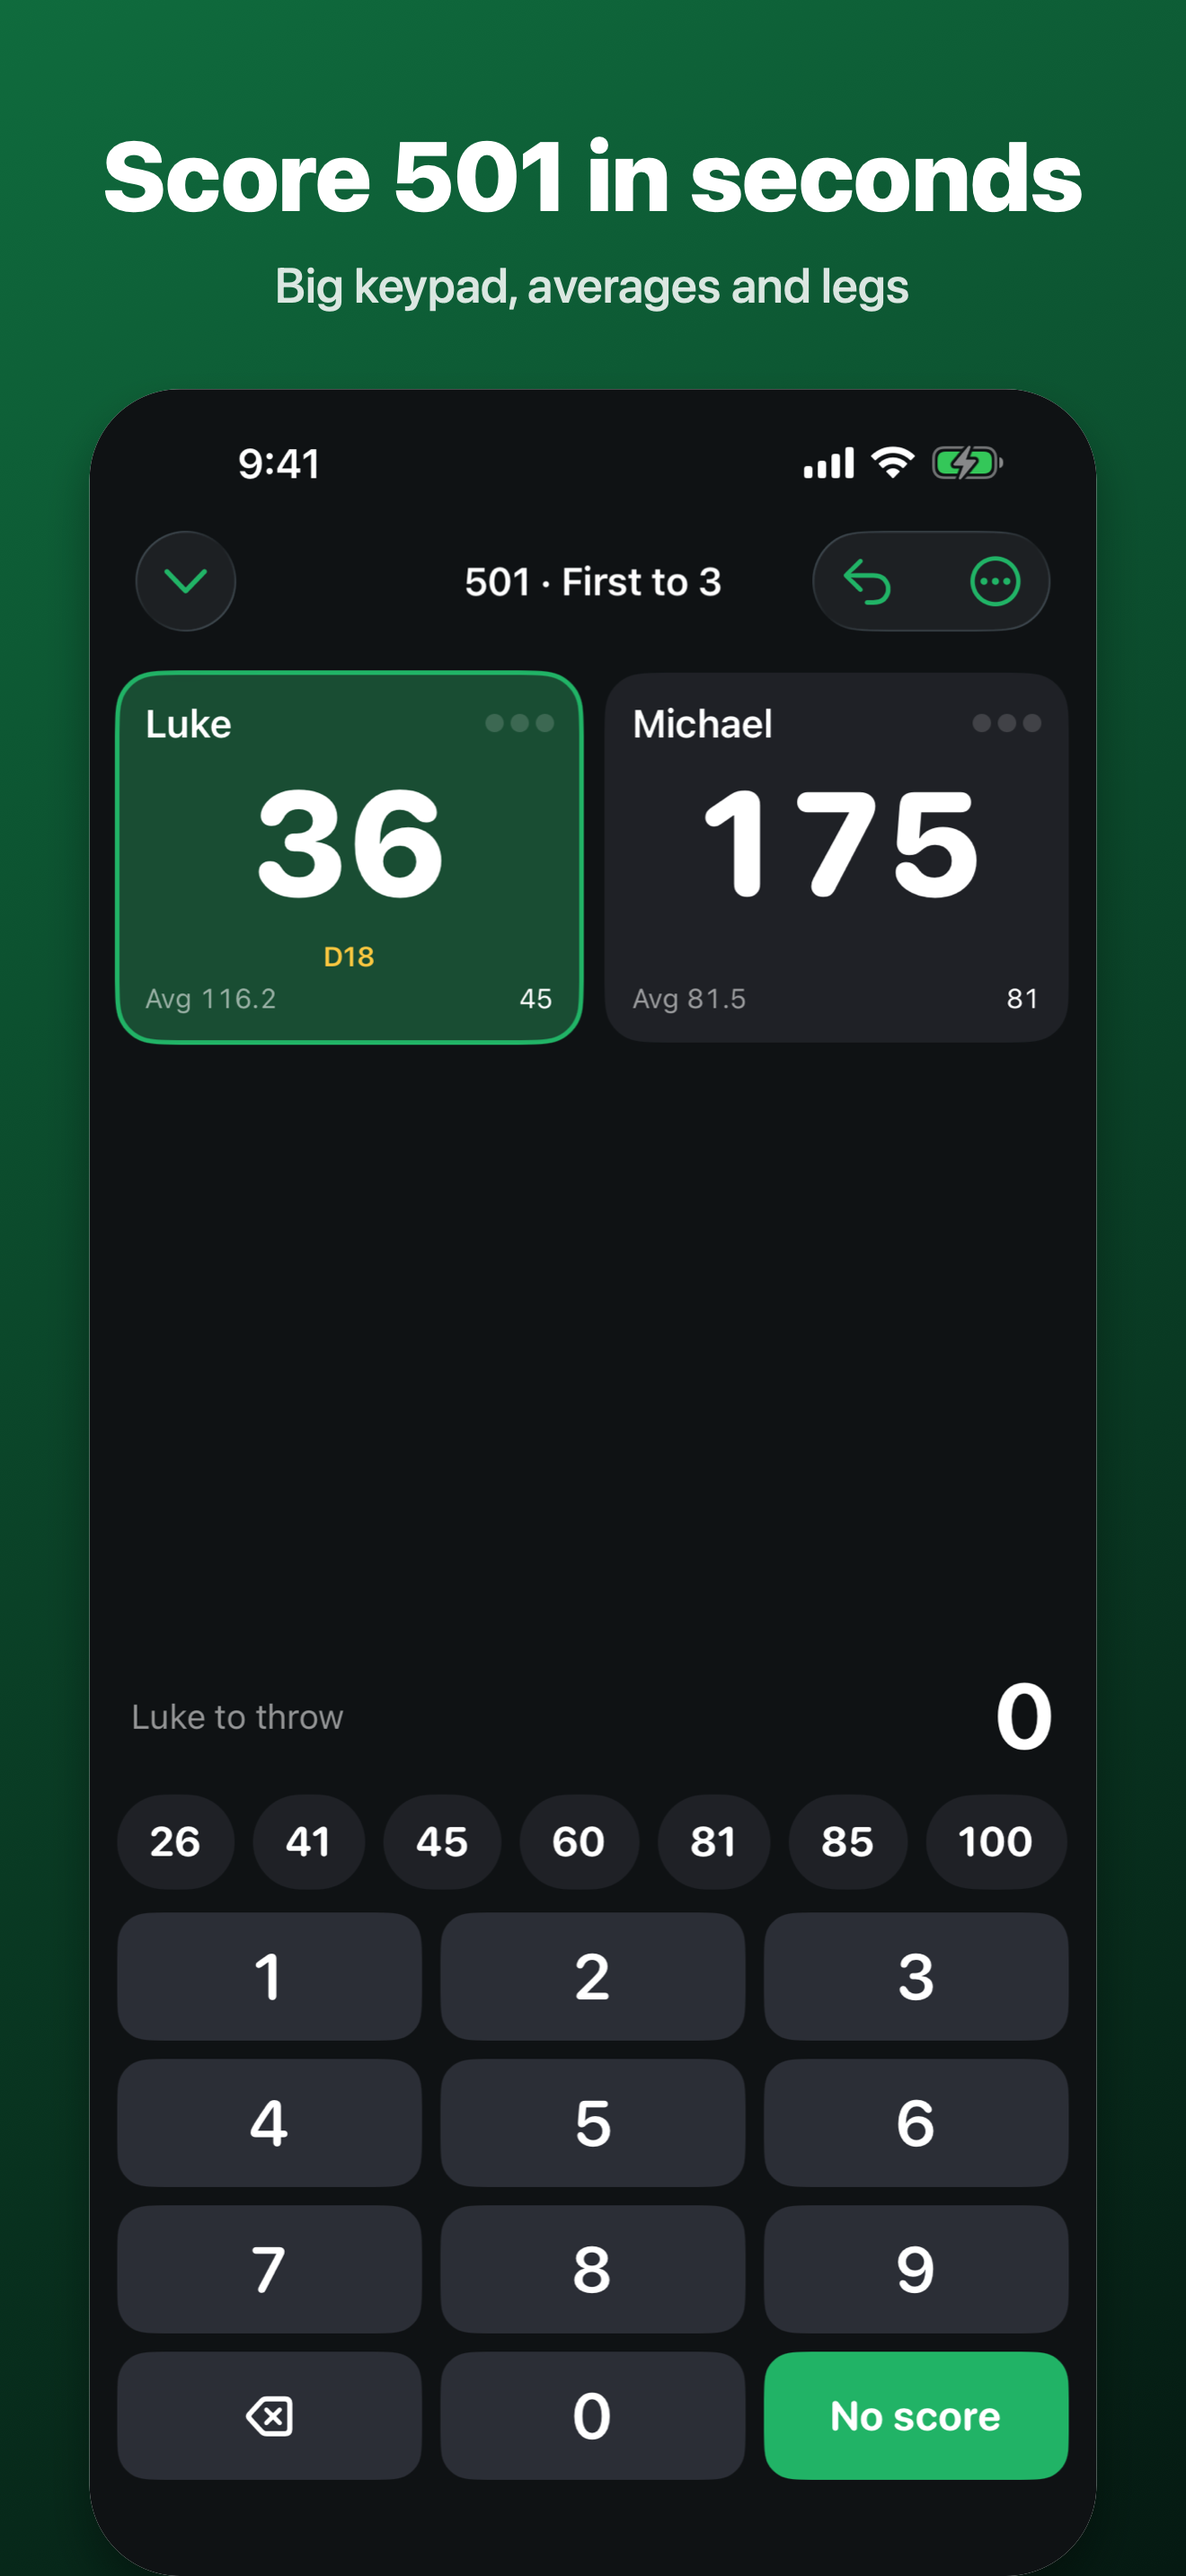 Score 501 in seconds
Big keypad, averages and legs
9:41
501 · First to 3
Luke
36
D18
Avg 116.2 45
Michael
175
Avg 81.5 81
Luke to throw 0
26 41 45 60 81 85 100
1 2 3
4 5 6
7 8 9
0 No score